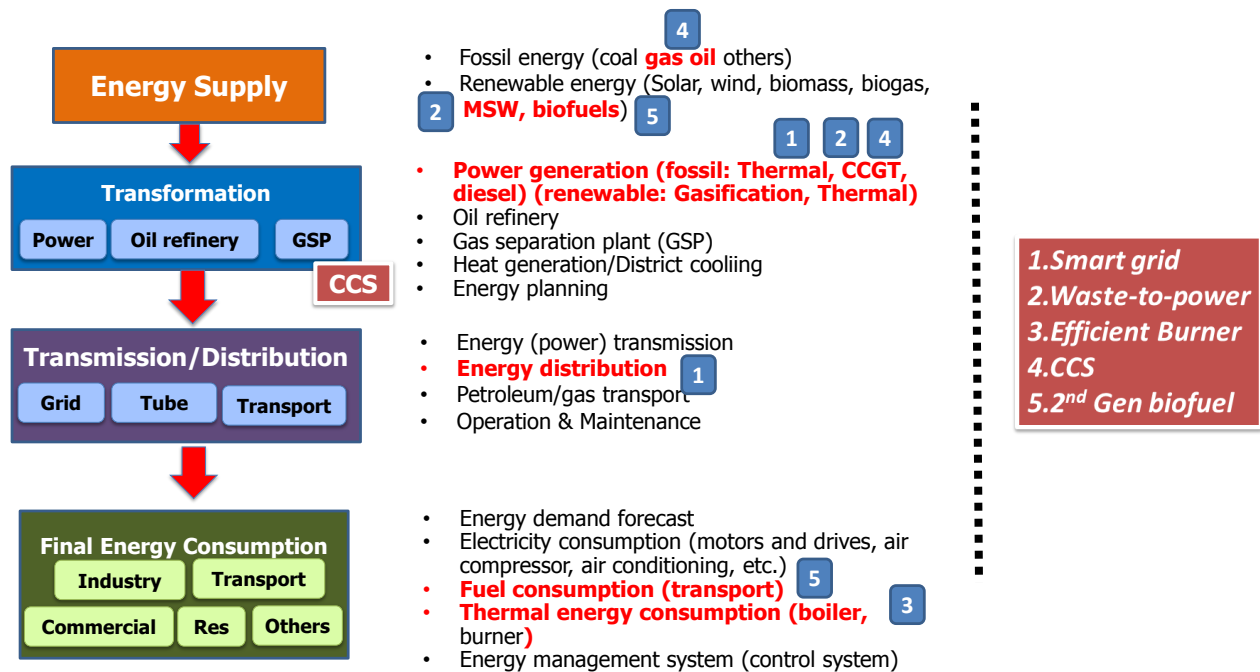 Energy Supply
4
• Fossil energy (coal gas oil others)
• Renewable energy (Solar, wind, biomass, biogas,
2 MSW, biofuels) 5
Transformation
Power Oil refinery GSP
CCS
1 2 4
• Power generation (fossil: Thermal, CCGT,
diesel) (renewable: Gasification, Thermal)
• Oil refinery
• Gas separation plant (GSP)
• Heat generation/District cooliing
• Energy planning
Transmission/Distribution
Grid Tube Transport
• Energy (power) transmission
• Energy distribution 1
• Petroleum/gas transport
• Operation & Maintenance
Final Energy Consumption
Industry Transport
Commercial Res Others
• Energy demand forecast
• Electricity consumption (motors and drives, air
compressor, air conditioning, etc.)
• Fuel consumption (transport) 5
• Thermal energy consumption (boiler, 3
burner)
• Energy management system (control system)
1.Smart grid
2.Waste-to-power
3.Efficient Burner
4.CCS
5.2nd Gen biofuel